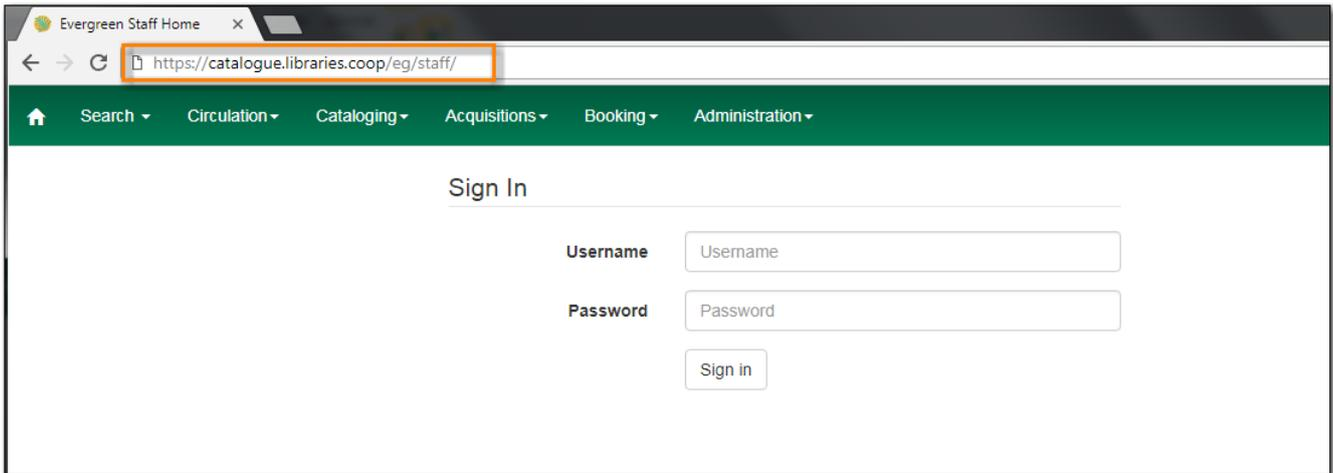 Evergreen Staff Home
https://catalogue.libraries.coop/eg/staff/
Search Circulation Cataloging Acquisitions Booking Administration
Sign In
Username Username
Password Password
Sign in